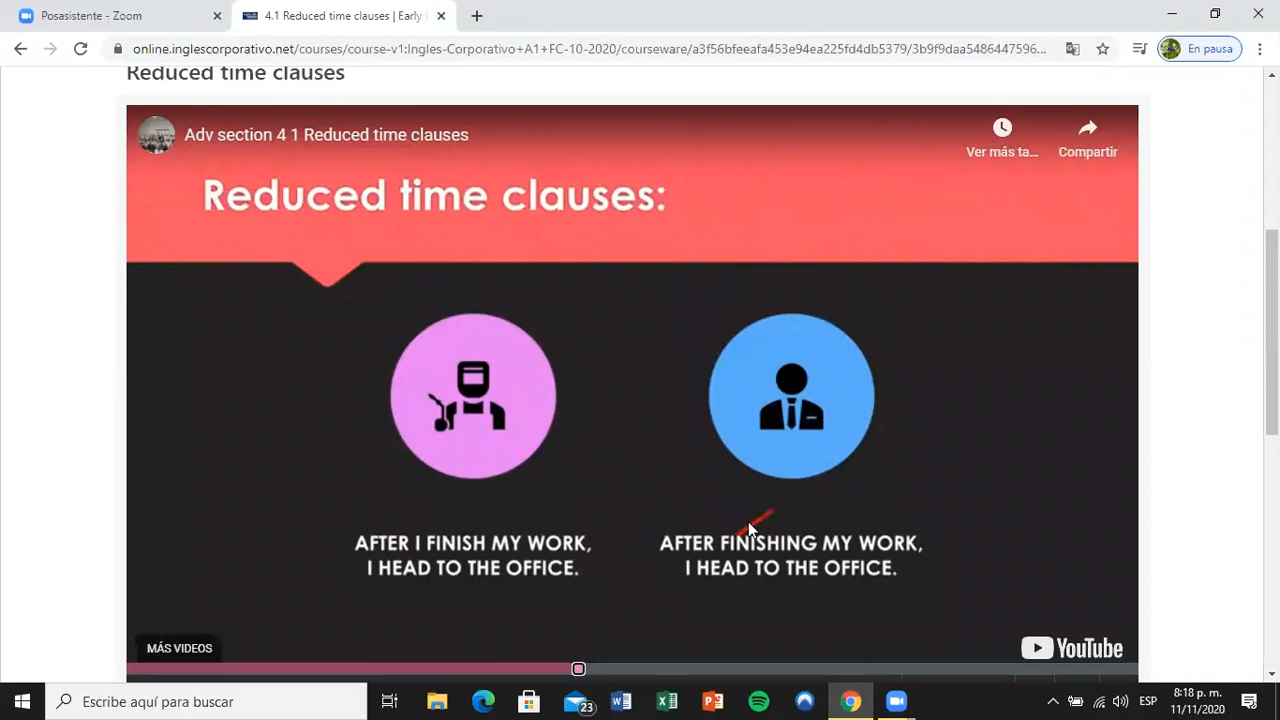 Posasistente - Zoom
4.1 Reduced time clauses | Early
online.inglescorporativo.net/courses/course-v1:Ingles-Corporativo+A1+FC-10-2020/courseware/a3f56bfeefa453e94ea225fd4db5379/3b9f9daa5486447596...
En pausa
Reduced time clauses
Adv section 4 1 Reduced time clauses
Ver más ta...
Compartir
Reduced time clauses:
AFTER I FINISH MY WORK,
I HEAD TO THE OFFICE.
AFTER FINISHING MY WORK,
I HEAD TO THE OFFICE.
MÁS VIDEOS
YouTube
Escribe aquí para buscar
23
ESP
8:18 p. m.
11/11/2020